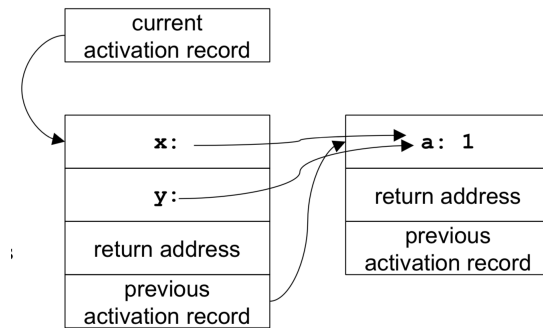 current
activation record
x:
a: 1
y:
return address
return address
previous
activation record
previous
activation record